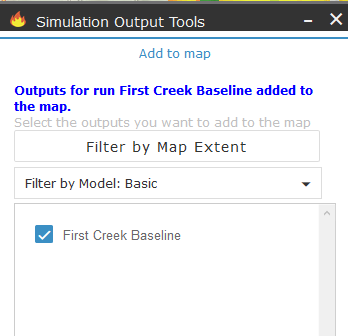 Simulation Output Tools
Add to map
Outputs for run First Creek Baseline added to
the map.
Select the outputs you want to add to the map
Filter by Map Extent
Filter by Model: Basic
First Creek Baseline